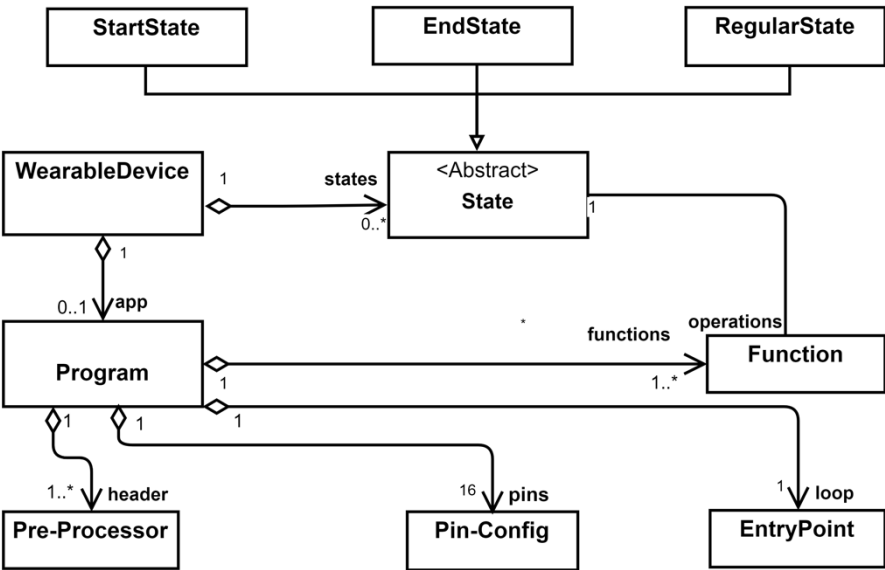 StartState
EndState
RegularState
WearableDevice
1
states
0..*
<Abstract>
State
1
1
0..1
app
Program
1
*
functions
operations
1..*
Function
1
1
1
1..*
header
16
pins
1
loop
Pre-Processor
Pin-Config
EntryPoint